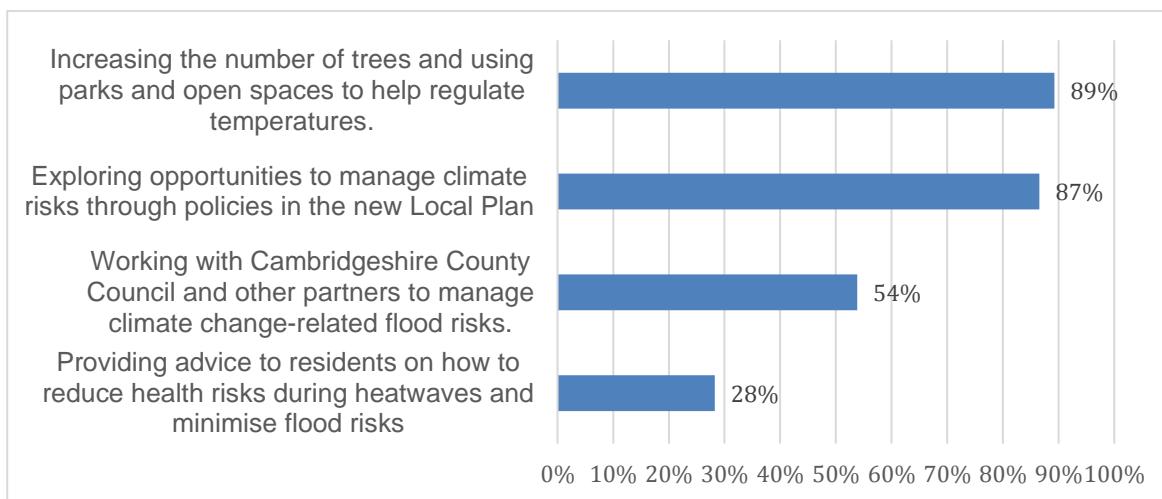 Increasing the number of trees and using
parks and open spaces to help regulate
temperatures.
89%
Exploring opportunities to manage climate
risks through policies in the new Local Plan
87%
Working with Cambridgeshire County
Council and other partners to manage
climate change-related flood risks.
54%
Providing advice to residents on how to
reduce health risks during heatwaves and
minimise flood risks
28%
0% 10% 20% 30% 40% 50% 60% 70% 80% 90% 100%